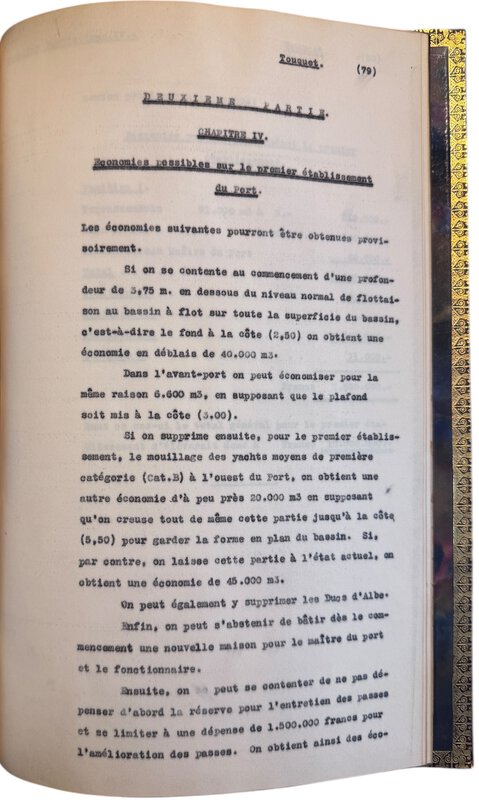 Touquet. (79)
DEUXIEME PARTIE.
CHAPITRE IV.
Economies possibles sur le premier établissement
du Port.
Les économies suivantes pourront être obtenues provi-
soirement.
Si on se contente au commencement d'une profon-
deur de 3,75 m. en dessous du niveau normal de flottai-
son au bassin à flot sur toute la superficie du bassin,
c'est-à-dire le fond à la côte (2,50) on obtient une
économie en déblais de 40.000 m3.
Dans l'avant-port on peut économiser pour la
même raison 6.600 m3, en supposant que le plafond
soit mis à la côte (3.00).
Si on supprime ensuite, pour le premier établis-
sement, le mouillage des yachts moyens de première
catégorie (Cat.B) à l'ouest du Port, on obtient une
autre économie d'à peu près 20.000 m3 en supposant
qu'on creuse tout de même cette partie jusqu'à la côte
(5,50) pour garder la forme en plan du bassin. Si,
par contre, on laisse cette partie à l'état actuel, on
obtient une économie de 45.000 m3.
On peut également y supprimer les Ducs d'Albe.
Enfin, on peut s'abstenir de bâtir dès le com-
mencement une nouvelle maison pour le maître du port
et le fonctionnaire.
Ensuite, on peut se contenter de ne pas dé-
penser d'abord la réserve pour l'entretien des passes
et se limiter à une dépense de 1.500.000 francs pour
l'amélioration des passes. On obtient ainsi des éco-